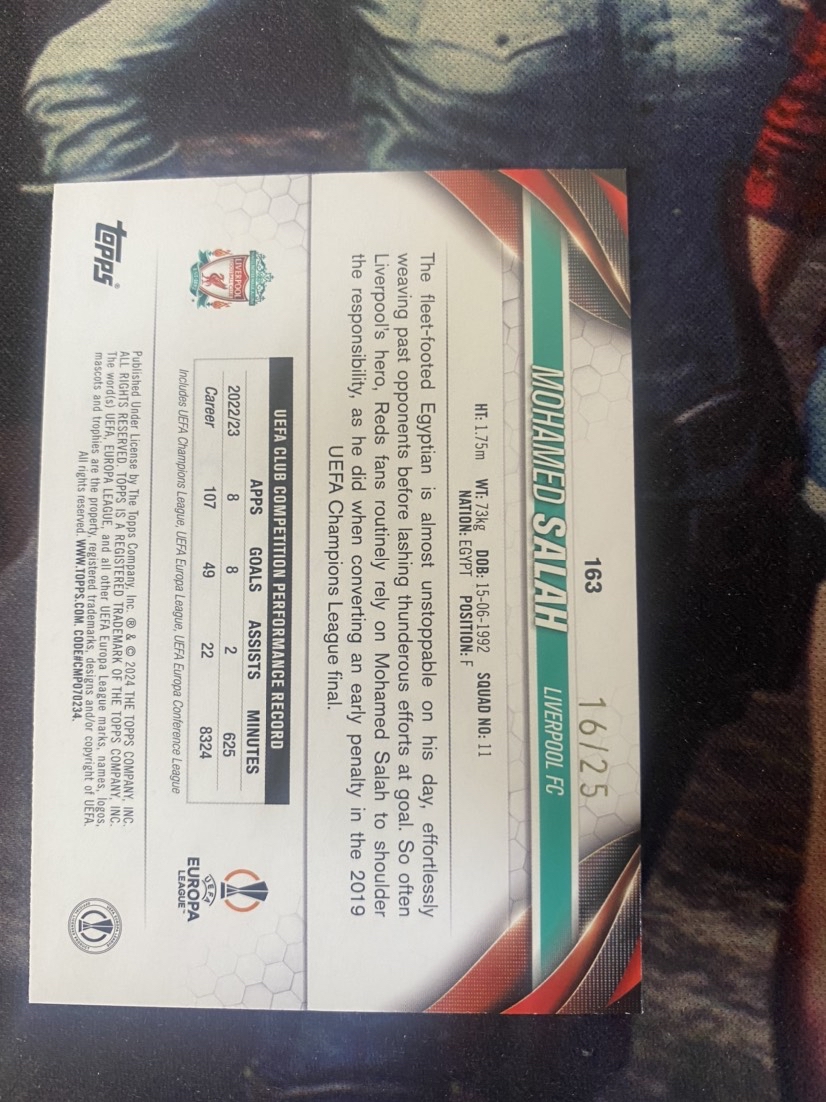 163
16/25
MOHAMED SALAH LIVERPOOL FC
HT: 1.75m WT: 73kg DOB: 15-06-1992 SQUAD NO: 11
NATION: EGYPT POSITION: F
The fleet-footed Egyptian is almost unstoppable on his day, effortlessly
weaving past opponents before lashing thunderous efforts at goal. So often
Liverpool's hero, Reds fans routinely rely on Mohamed Salah to shoulder
the responsibility, as he did when converting an early penalty in the 2019
UEFA Champions League final.
LIVERPOOL
UEFA CLUB COMPETITION PERFORMANCE RECORD
APPS GOALS ASSISTS MINUTES
2022/23 8 8 2 625
Career 107 49 22 8324
Includes UEFA Champions League, UEFA Europa League, UEFA Europa Conference League
UEFA
EUROPA
LEAGUE™
topps®
Published Under License by The Topps Company, Inc. ® & © 2024 THE TOPPS COMPANY, INC.
ALL RIGHTS RESERVED. TOPPS IS A REGISTERED TRADEMARK OF THE TOPPS COMPANY, INC.
The word(s) UEFA, EUROPA LEAGUE, and all other UEFA Europa League marks, names, logos,
mascots and trophies are the property, registered trademarks, designs and/or copyright of UEFA.
All rights reserved. WWW.TOPPS.COM. CODE#CMP070234.